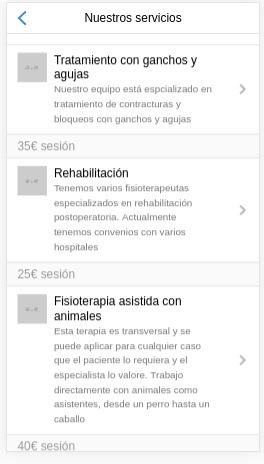 Nuestros servicios
Tratamiento con ganchos y
agujas
Nuestro equipo está espcializado en
tratamiento de contracturas y
bloqueos con ganchos y agujas
35€ sesión
Rehabilitación
Tenemos varios fisioterapeutas
especializados en rehabilitación
postoperatoria. Actualmente
tenemos convenios con varios
hospitales
25€ sesión
Fisioterapia asistida con
animales
Esta terapia es transversal y se
puede aplicar para cualquier caso
que el paciente lo requiera y el
especialista lo valore. Trabajo
directamente con animales como
asistentes, desde un perro hasta un
caballo
40€ sesión